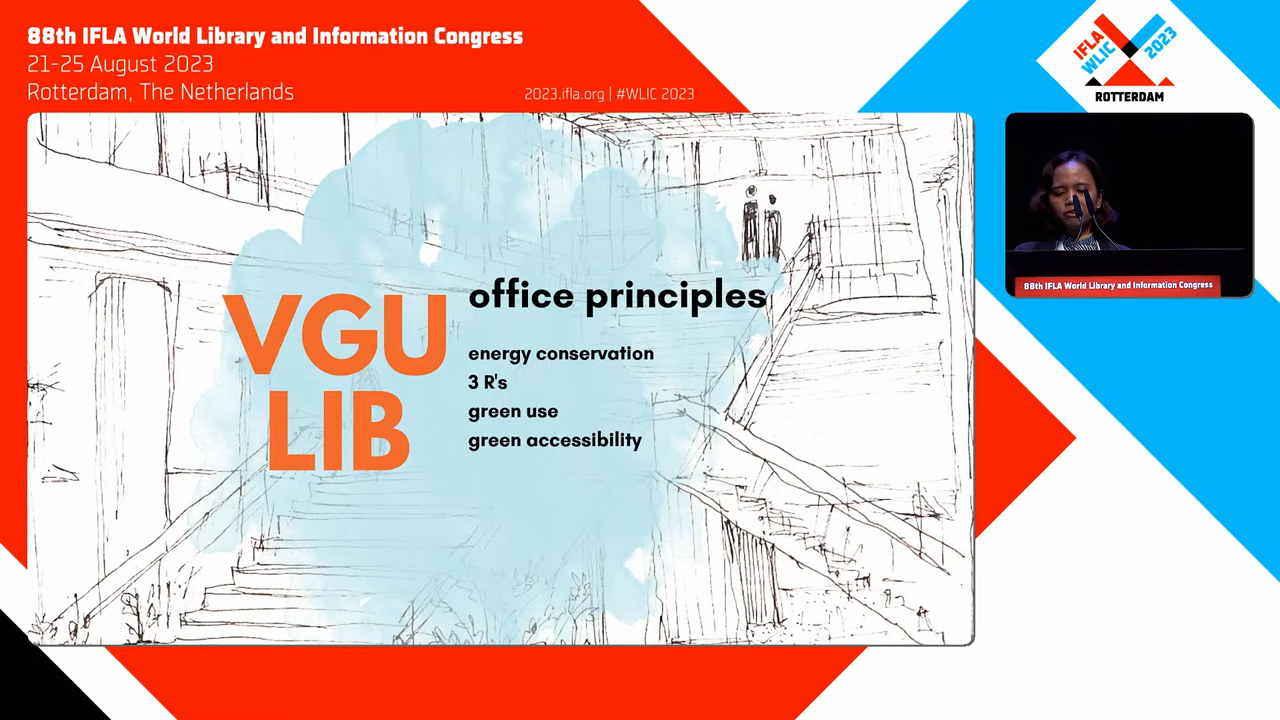 88th IFLA World Library and Information Congress
21-25 August 2023
Rotterdam, The Netherlands
2023.ifla.org | #WLIC 2023
IFLA
WLIC
2023
ROTTERDAM
VGU
LIB
office principles
energy conservation
3 R's
green use
green accessibility
88th IFLA World Library and Information Congress